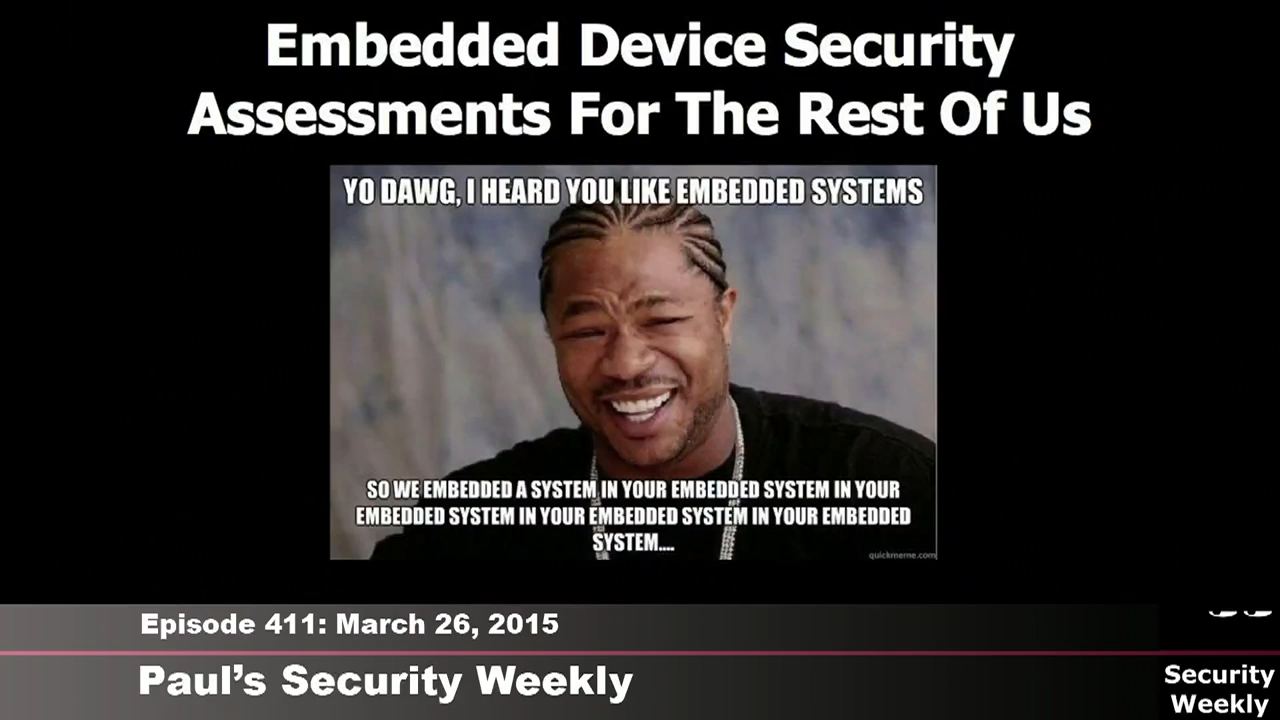 Embedded Device Security
Assessments For The Rest Of Us
YO DAWG, I HEARD YOU LIKE EMBEDDED SYSTEMS
SO WE EMBEDDED A SYSTEM IN YOUR EMBEDDED SYSTEM IN YOUR
EMBEDDED SYSTEM IN YOUR EMBEDDED SYSTEM IN YOUR EMBEDDED
SYSTEM....
quickmeme.com
Episode 411: March 26, 2015
Paul's Security Weekly
Security
Weekly